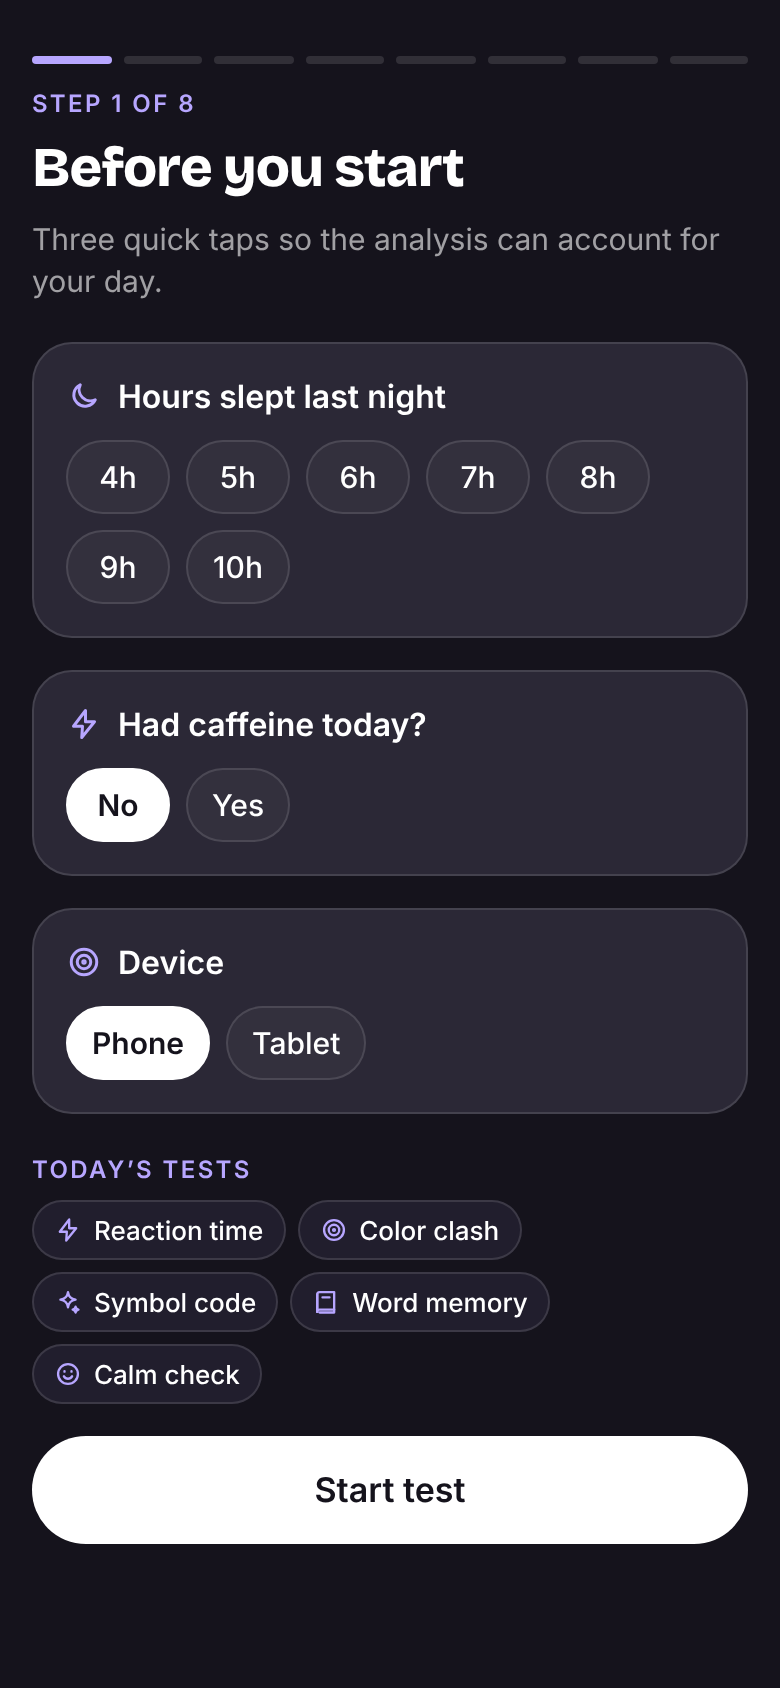 STEP 1 OF 8
Before you start
Three quick taps so the analysis can account for
your day.
Hours slept last night
4h 5h 6h 7h 8h
9h 10h
Had caffeine today?
No Yes
Device
Phone Tablet
TODAY’S TESTS
Reaction time Color clash
Symbol code Word memory
Calm check
Start test